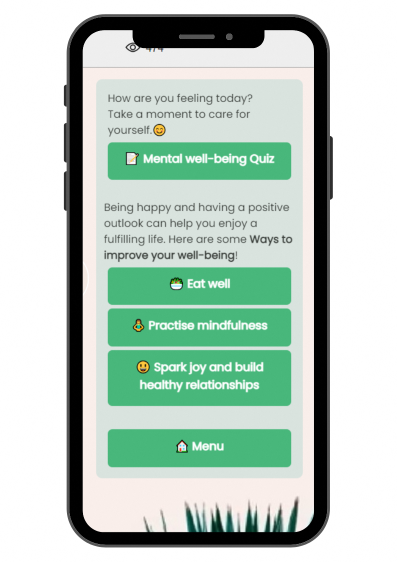 How are you feeling today?
Take a moment to care for
yourself.😊
📝 Mental well-being Quiz
Being happy and having a positive
outlook can help you enjoy a
fulfilling life. Here are some Ways to
improve your well-being!
🥗 Eat well
🧘 Practise mindfulness
😃 Spark joy and build
healthy relationships
🏠 Menu